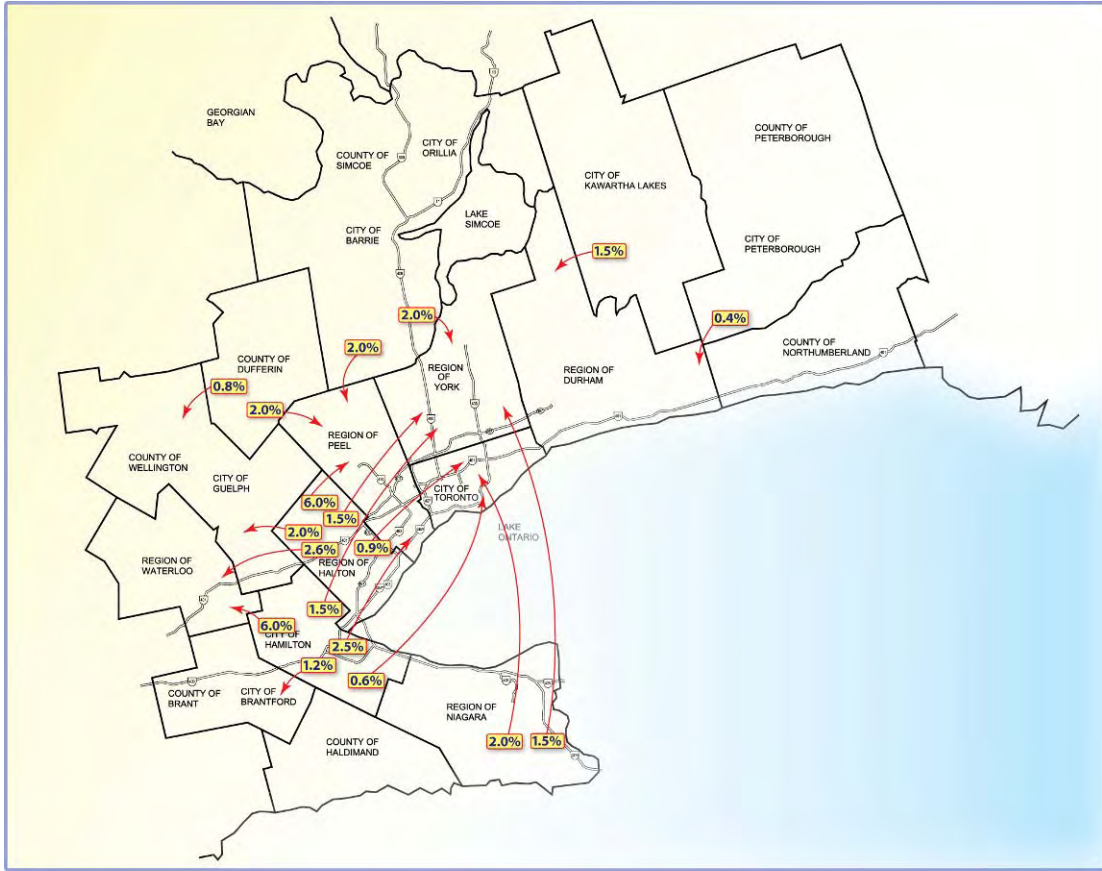 GEORGIAN
BAY
COUNTY OF
SIMCOE
CITY OF
ORILLIA
COUNTY OF
PETERBOROUGH
CITY OF
KAWARTHA LAKES
LAKE
SIMCOE
CITY OF
BARRIE
CITY OF
PETERBOROUGH
1.5%
2.0%
0.4%
COUNTY OF
NORTHUMBERLAND
2.0%
COUNTY OF
DUFFERIN
REGION
OF
YORK
REGION OF
DURHAM
0.8%
2.0%
REGION OF
PEEL
COUNTY OF
WELLINGTON
CITY OF
GUELPH
CITY OF
TORONTO
6.0%
1.5%
LAKE
ONTARIO
2.0%
2.6%
0.9%
REGION OF
WATERLOO
REGION OF
HALTON
1.5%
6.0%
CITY OF
HAMILTON
2.5%
1.2%
0.6%
COUNTY OF
BRANT
CITY OF
BRANTFORD
REGION OF
NIAGARA
2.0%
1.5%
COUNTY OF
HALDIMAND